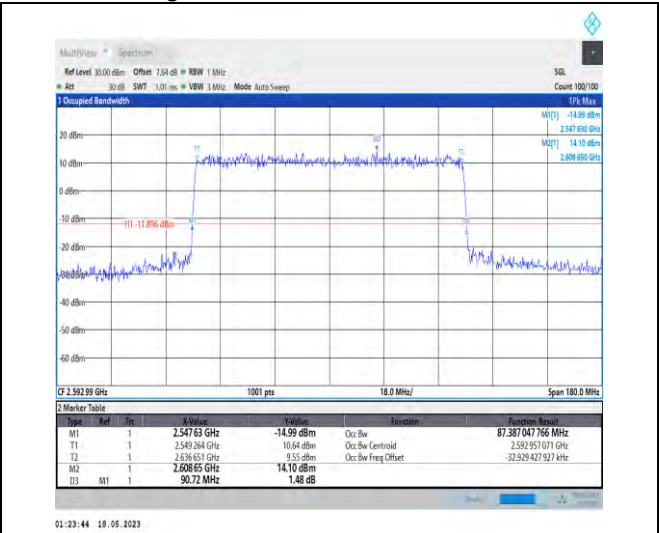 MultiView Spectrum
Ref Level 30.00 dBm Offset 7.64 dB RBW 1 MHz SGL
Att 30 dB SWT 1.01 ms VBW 3 MHz Mode Auto Sweep Count 100/100
1 Occupied Bandwidth 1Pk Max
M1[1] -14.99 dBm
2.547 630 GHz
20 dBm M2[1] 14.10 dBm
2.608 650 GHz
M2
T1 T2
10 dBm
0 dBm
-10 dBm
H1 -11.896 dBm M1
-20 dBm
-30 dBm
-40 dBm
-50 dBm
-60 dBm
CF 2.592 99 GHz 1001 pts 18.0 MHz/ Span 180.0 MHz
2 Marker Table
Type Ref Trc X-Value Y-Value Function Function Result
M1 1 2.547 63 GHz -14.99 dBm Occ Bw 87.387 047 766 MHz
T1 1 2.549 264 GHz 10.64 dBm Occ Bw Centroid 2.592 957 071 GHz
T2 1 2.636 651 GHz 9.55 dBm Occ Bw Freq Offset -32.929 427 927 kHz
M2 1 2.608 65 GHz 14.10 dBm
D3 M1 1 90.72 MHz 1.48 dB
01:23:44 18.05.2023